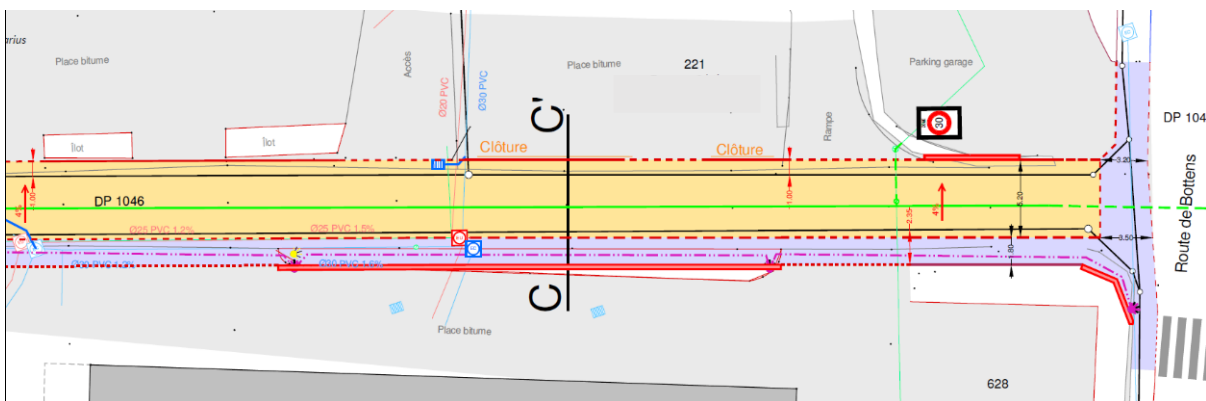 arius
Place bitume
Accès
Ø20 PVC
Ø30 PVC
Place bitume
221
Parking garage
30
DP 104
Îlot
Îlot
C'
Clôture
Clôture
Rampe
3.20
1.00
4%
DP 1046
1.00
2.35
4%
5.20
Route de Bottens
Ø25 PVC 1.2%
Ø25 PVC 1.5%
3.50
.80
C
Place bitume
628